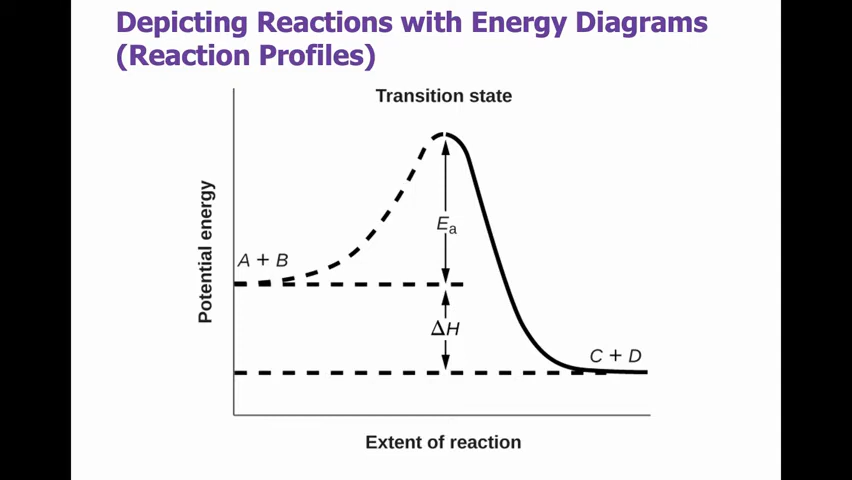 Depicting Reactions with Energy Diagrams
(Reaction Profiles)
Transition state
Potential energy
A + B
Eₐ
ΔH
C + D
Extent of reaction